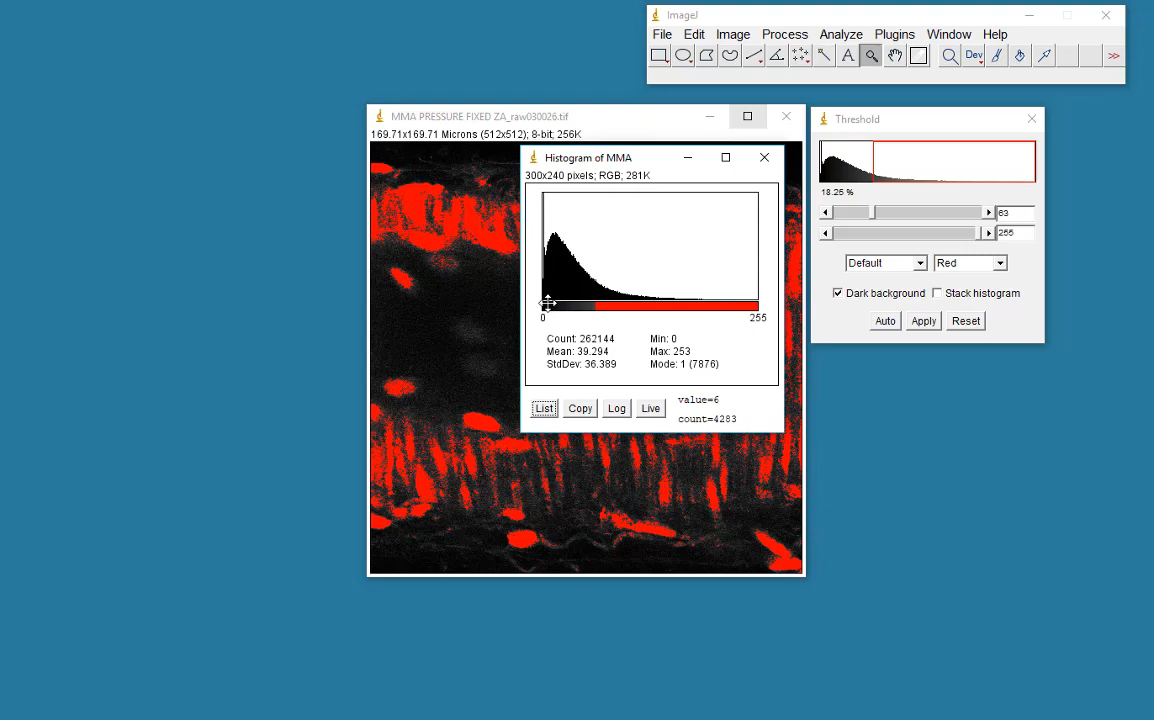 ImageJ
File Edit Image Process Analyze Plugins Window Help
Dev
>>
MMA PRESSURE FIXED ZA_raw030026.tif
169.71x169.71 Microns (512x512); 8-bit; 256K
Histogram of MMA
300x240 pixels; RGB; 281K
0 255
Count: 262144 Min: 0
Mean: 39.294 Max: 253
StdDev: 36.389 Mode: 1 (7876)
List Copy Log Live
value=6
count=4283
Threshold
18.25 %
63
255
Default Red
Dark background Stack histogram
Auto Apply Reset